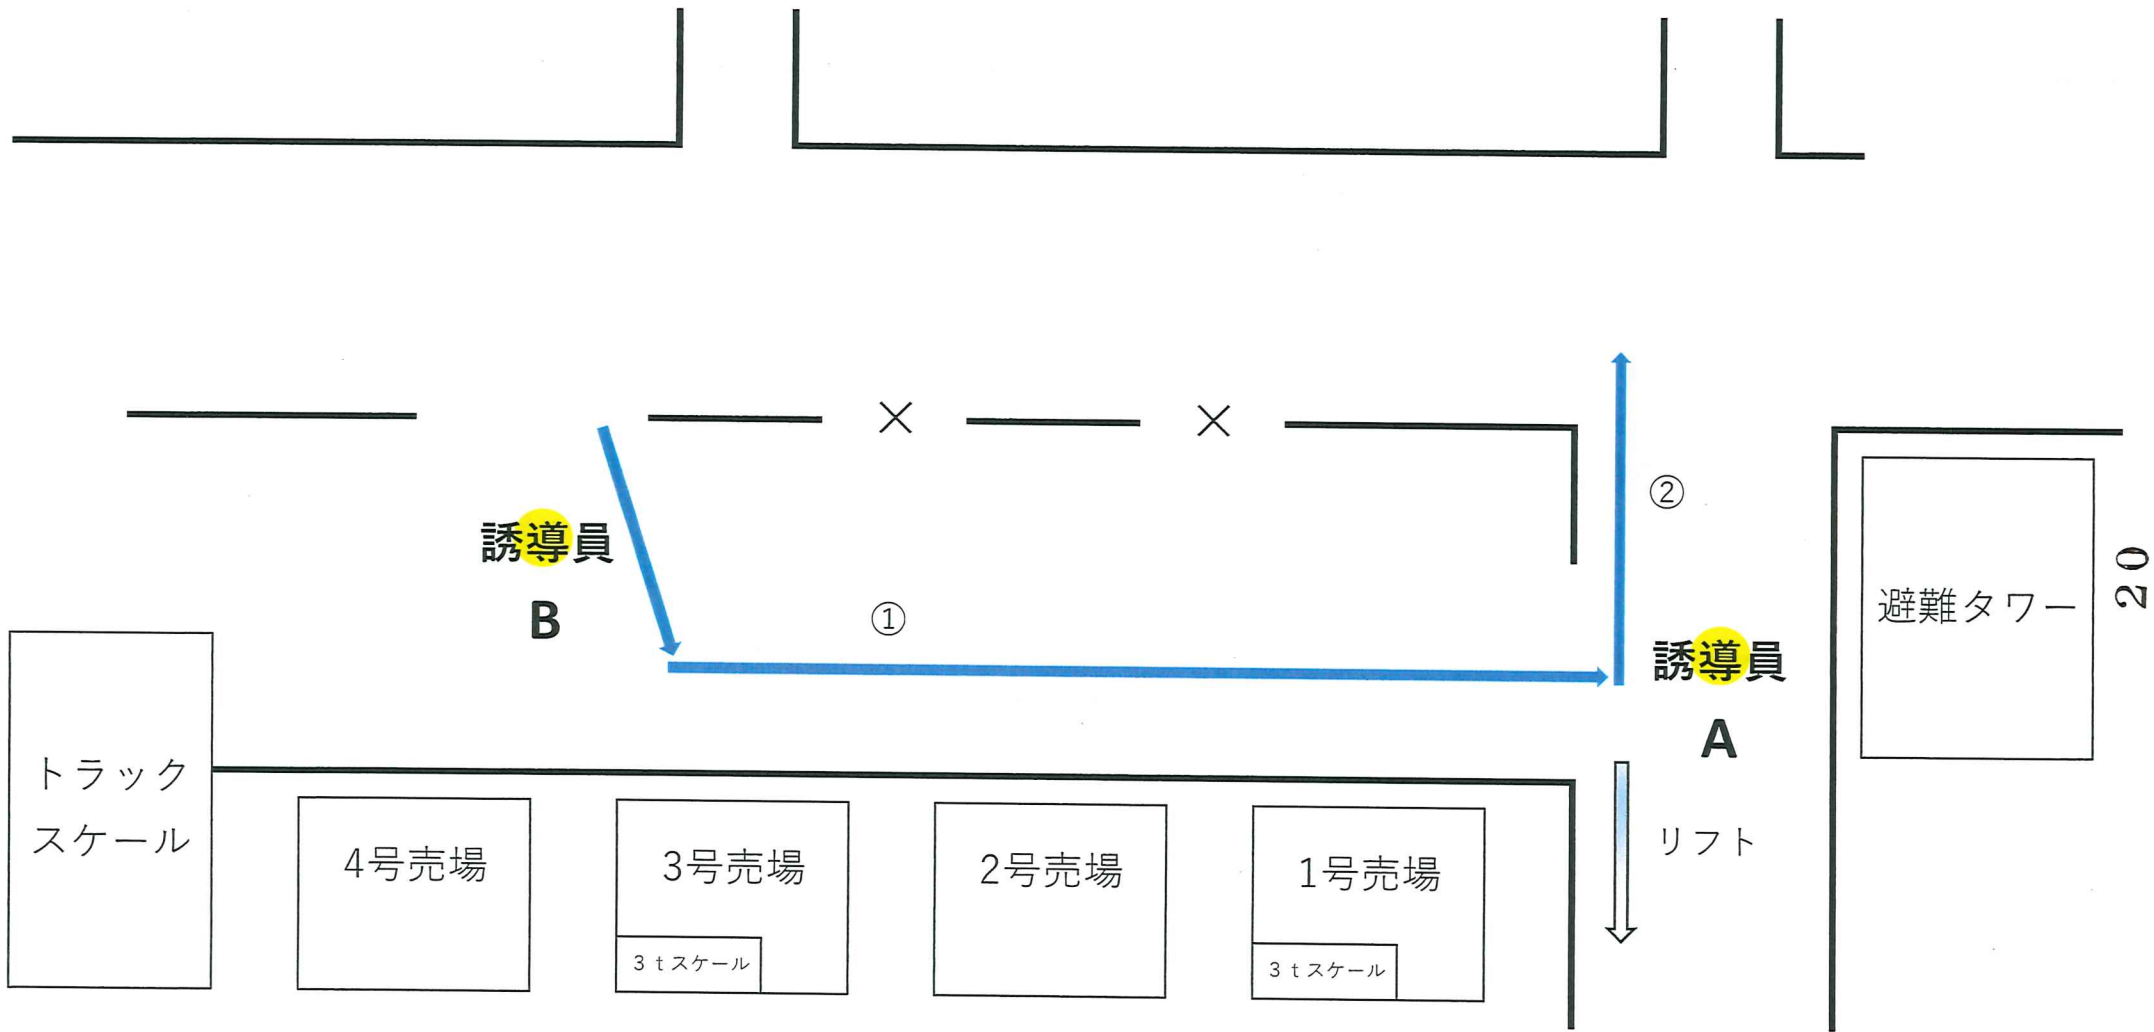 ×
×
②
誘導員
B
①
避難タワー
20
誘導員
A
トラック
スケール
4号売場
3号売場
3tスケール
2号売場
1号売場
3tスケール
リフト